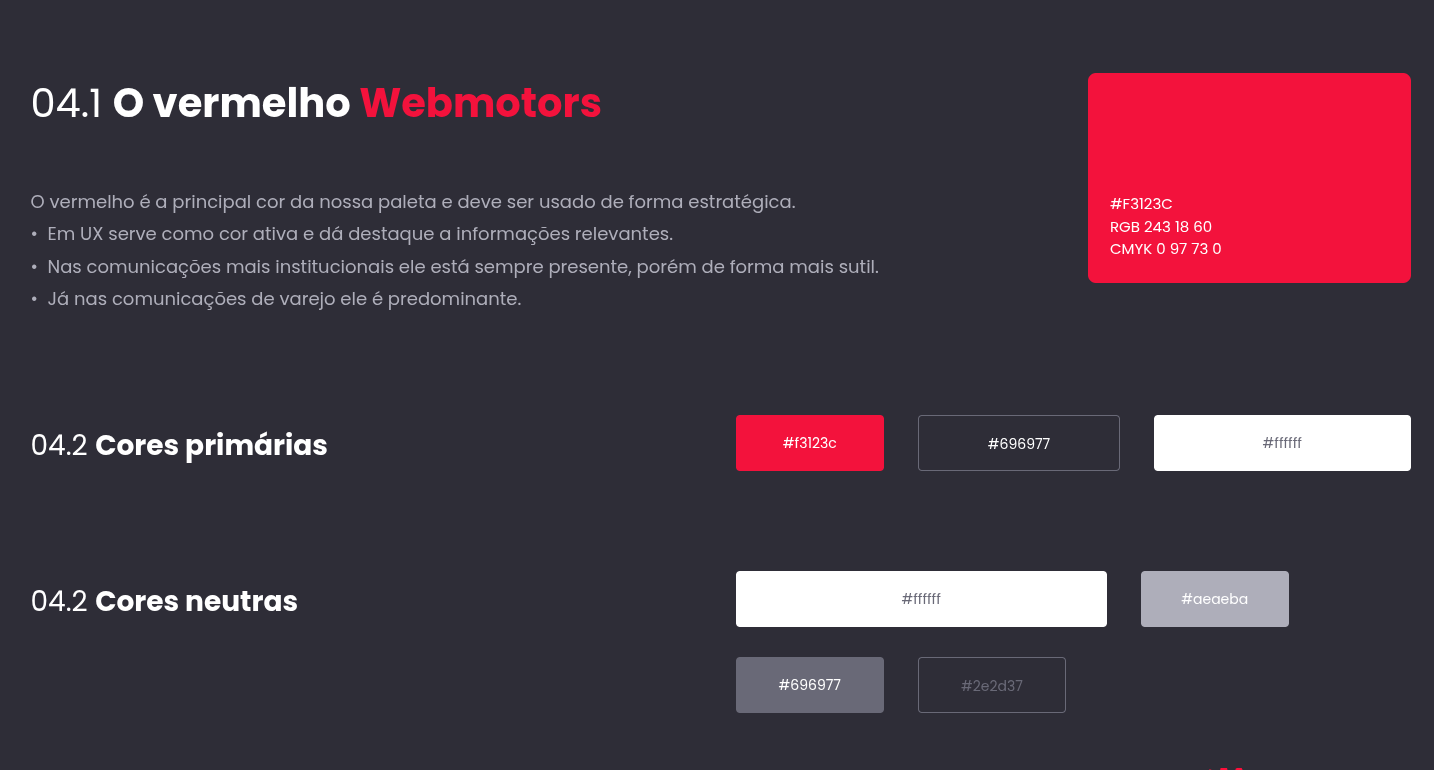 04.1 O vermelho Webmotors
#F3123C
RGB 243 18 60
CMYK 0 97 73 0
O vermelho é a principal cor da nossa paleta e deve ser usado de forma estratégica.
• Em UX serve como cor ativa e dá destaque a informações relevantes.
• Nas comunicações mais institucionais ele está sempre presente, porém de forma mais sutil.
• Já nas comunicações de varejo ele é predominante.
04.2 Cores primárias
#f3123c
#696977
#ffffff
04.2 Cores neutras
#ffffff
#aeaeba
#696977
#2e2d37